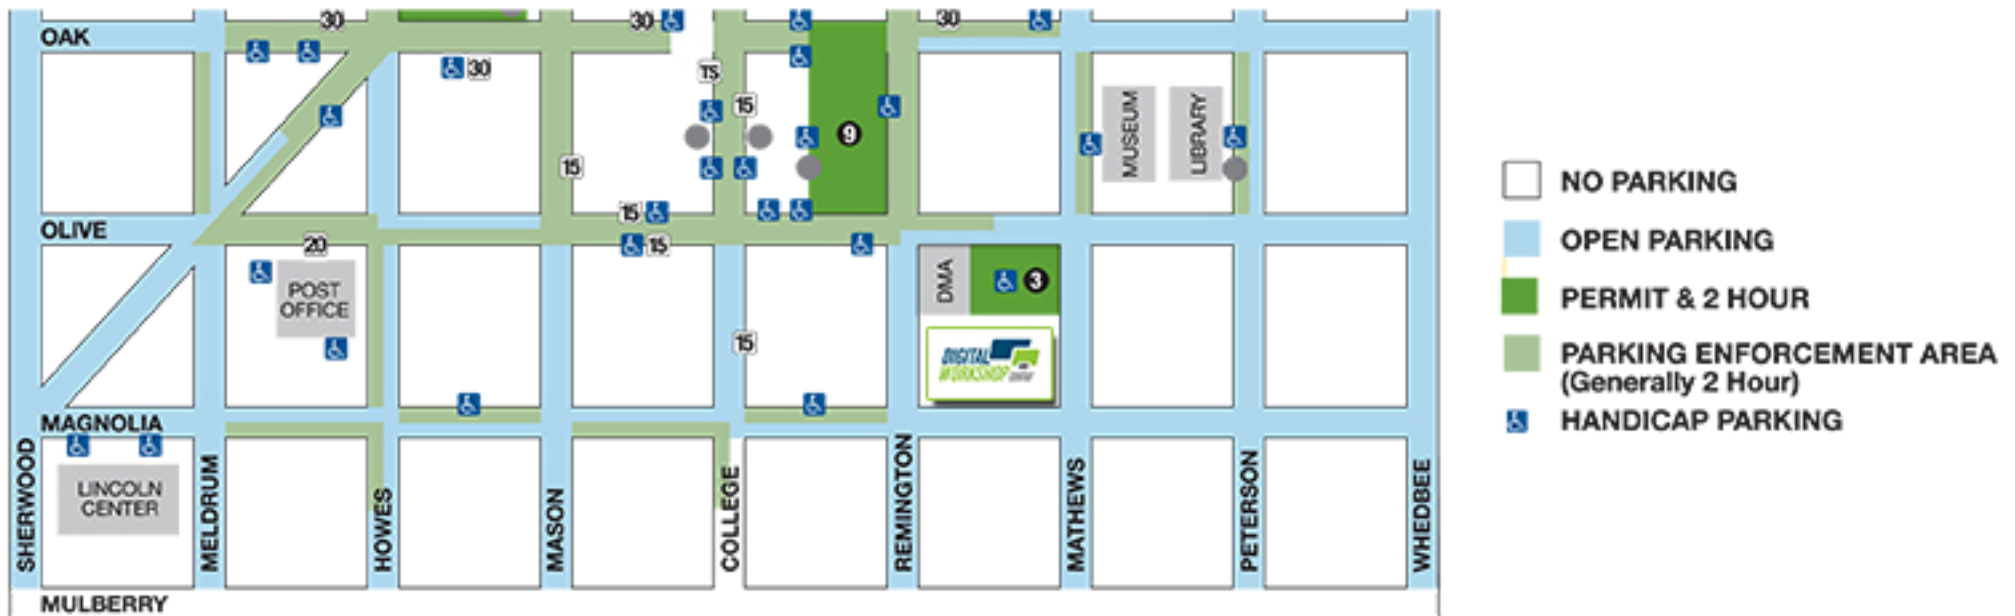 30
30
30
OAK
30
TS
15
9
MUSEUM
LIBRARY
15
15
OLIVE
20
15
POST
OFFICE
DMA
3
15
DIGITAL
WORKSHOP
MAGNOLIA
LINCOLN
CENTER
SHERWOOD
MELDRUM
HOWES
MASON
COLLEGE
REMINGTON
MATHEWS
PETERSON
WHEDBEE
MULBERRY
NO PARKING
OPEN PARKING
PERMIT & 2 HOUR
PARKING ENFORCEMENT AREA
(Generally 2 Hour)
HANDICAP PARKING